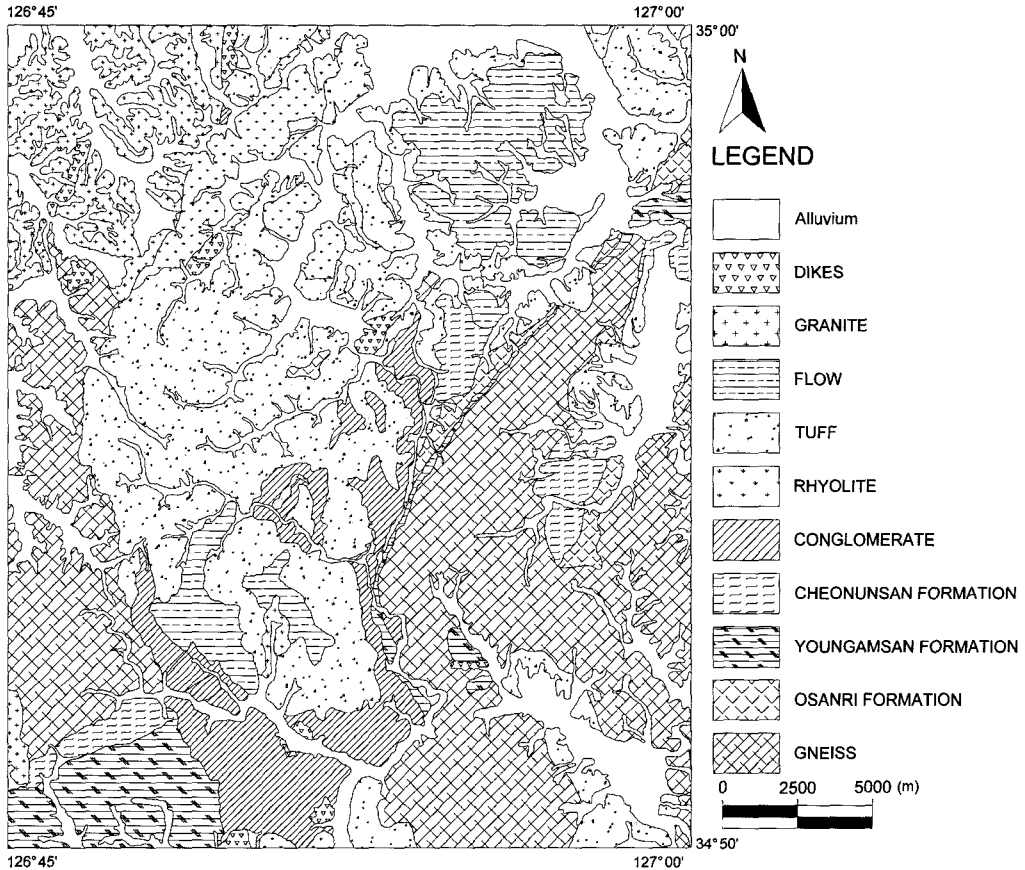 126°45'
127°00'
35°00'
N
LEGEND
Alluvium
DIKES
GRANITE
FLOW
TUFF
RHYOLITE
CONGLOMERATE
CHEONUNSAN FORMATION
YOUNGAMSAN FORMATION
OSANRI FORMATION
GNEISS
0 2500 5000 (m)
34°50'
126°45'
127°00'